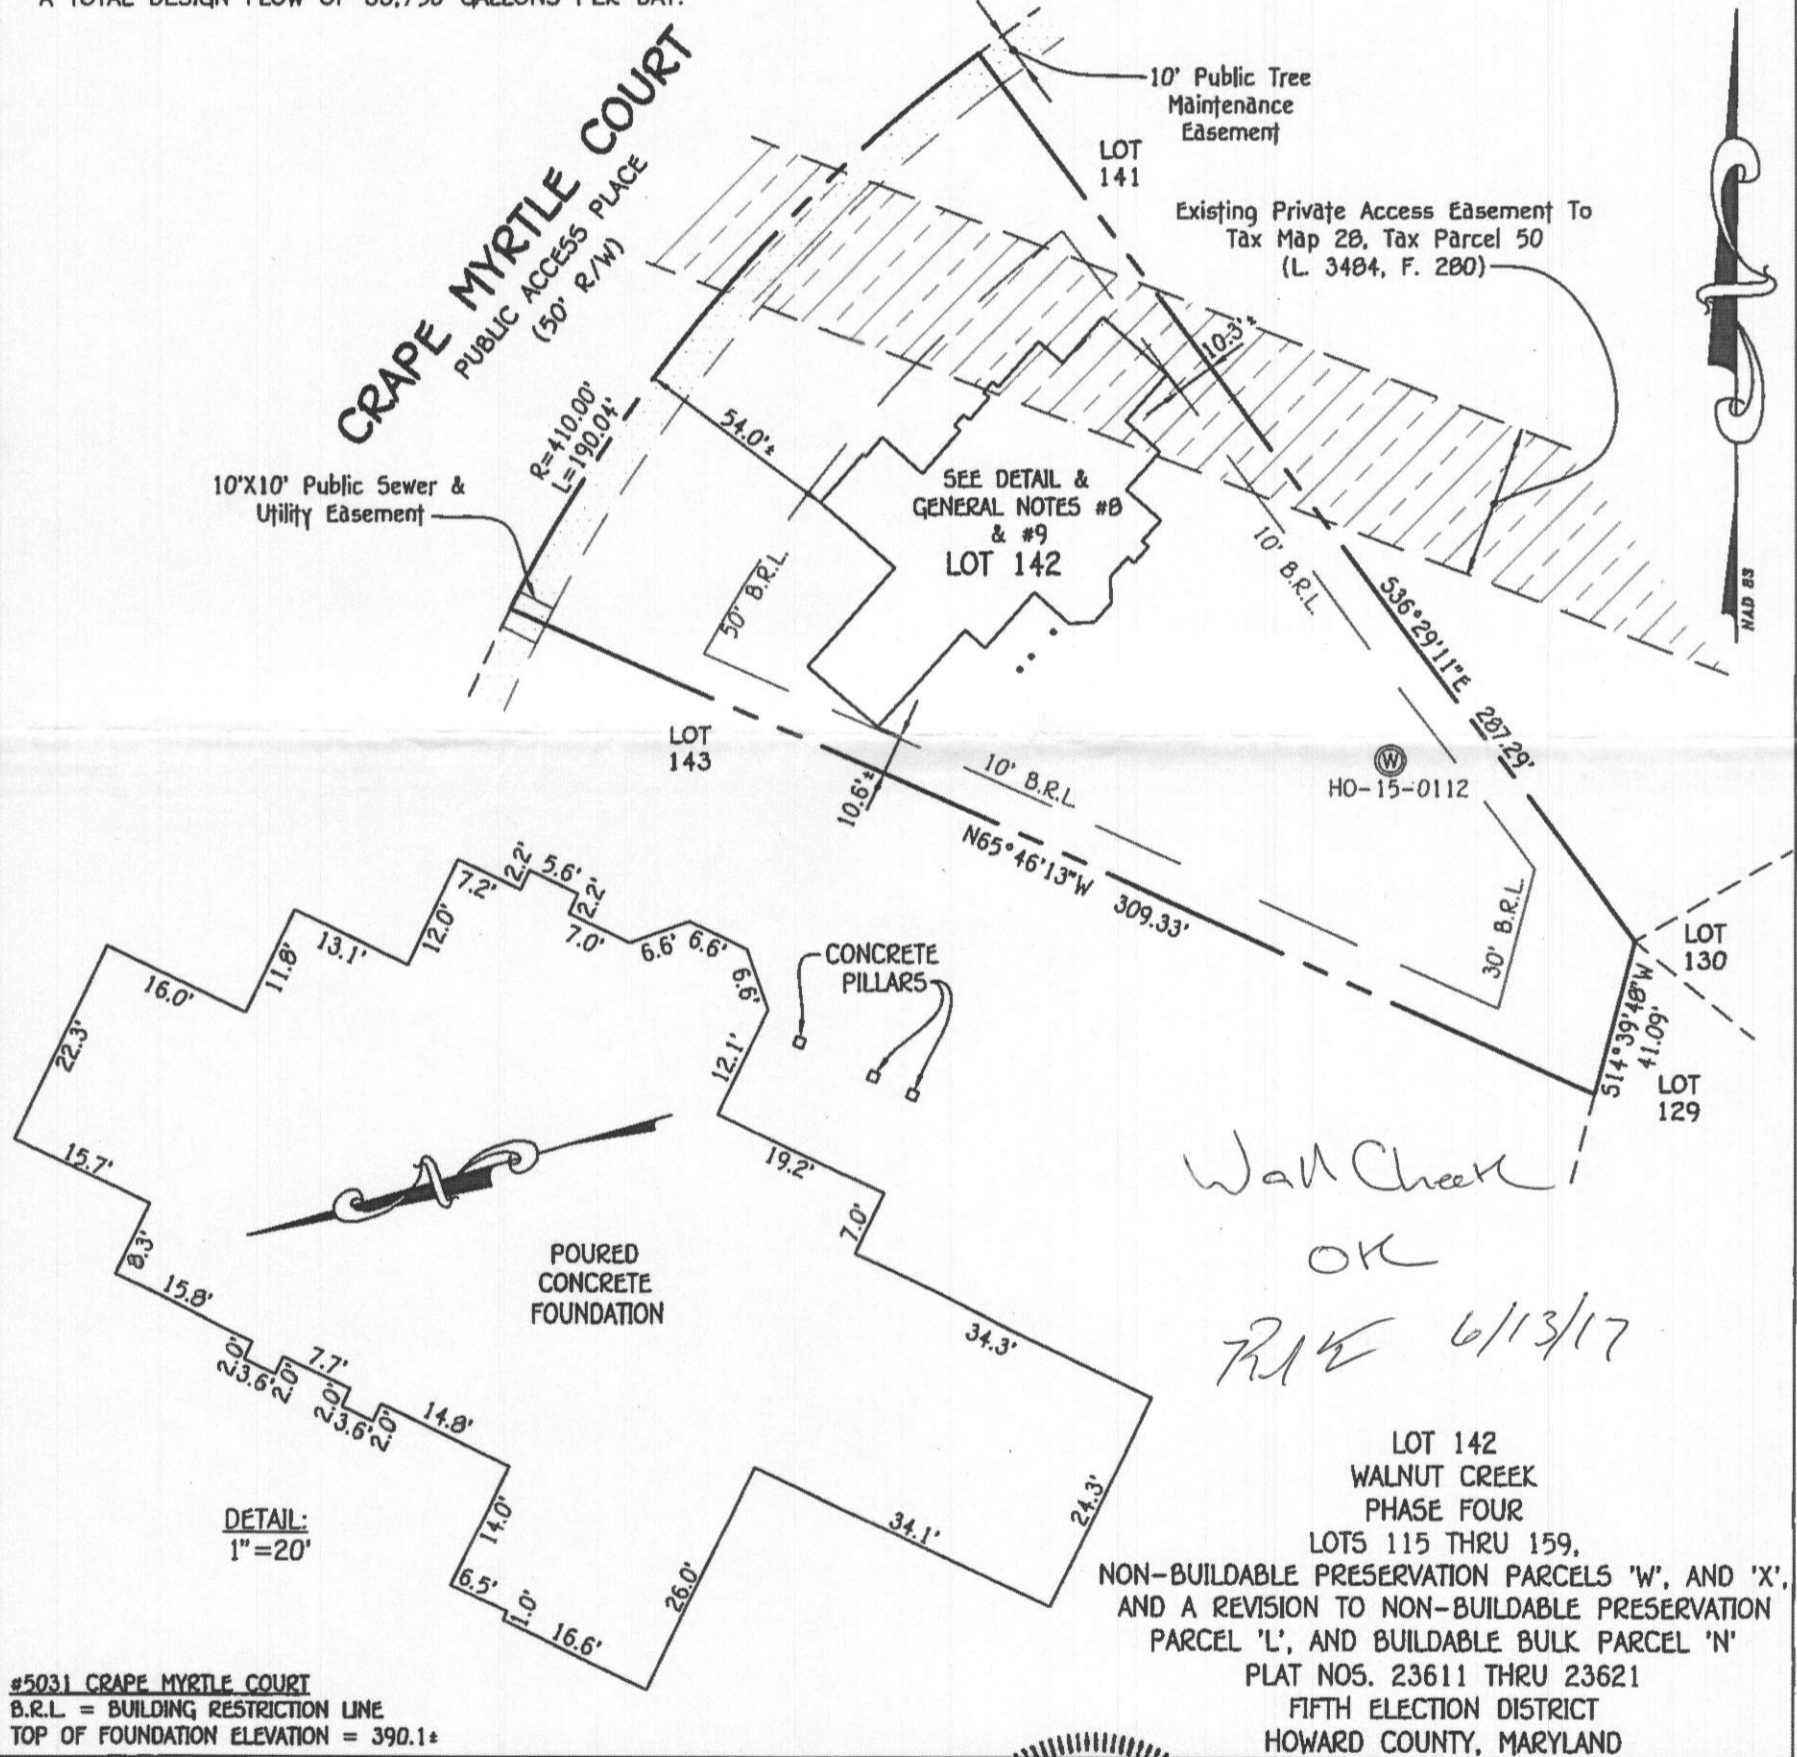 A TOTAL DESIGN FLOW OF
GALLONS PER DAY.
CRAPE MYRTLE COURT
PUBLIC ACCESS PLACE
(50' R/W)
10' Public Tree
Maintenance
Easement
LOT
141
Existing Private Access Easement To
Tax Map 28, Tax Parcel 50
(L. 3484, F. 280)
10.3'±
R=410.00'
L=190.04'
54.0'±
10'X10' Public Sewer &
Utility Easement
SEE DETAIL &
GENERAL NOTES #8
& #9
LOT 142
50' B.R.L.
10' B.R.L.
S36°29'11"E 287.29'
NAD 83
LOT
143
10.6'±
10' B.R.L.
W
HO-15-0112
N65°46'13"W 309.33'
30' B.R.L.
LOT
130
S14°39'48"W
41.09'
LOT
129
16.0'
11.8'
13.1'
12.0'
7.2'
2.2'
5.6'
2.2'
7.0'
6.6'
6.6'
6.6'
12.1'
CONCRETE
PILLARS
22.3'
15.7'
8.3'
15.8'
2.0'
3.6'
2.0'
7.7'
2.0'
3.6'
2.0'
14.8'
14.0'
6.5'
1.0'
16.6'
26.0'
34.1'
24.3'
34.3'
7.0'
19.2'
POURED
CONCRETE
FOUNDATION
DETAIL:
1"=20'
Wall Check
OK
6/13/17
LOT 142
WALNUT CREEK
PHASE FOUR
LOTS 115 THRU 159,
NON-BUILDABLE PRESERVATION PARCELS 'W', AND 'X',
AND A REVISION TO NON-BUILDABLE PRESERVATION
PARCEL 'L', AND BUILDABLE BULK PARCEL 'N'
PLAT NOS. 23611 THRU 23621
FIFTH ELECTION DISTRICT
HOWARD COUNTY, MARYLAND
#5031 CRAPE MYRTLE COURT
B.R.L. = BUILDING RESTRICTION LINE
TOP OF FOUNDATION ELEVATION = 390.1±